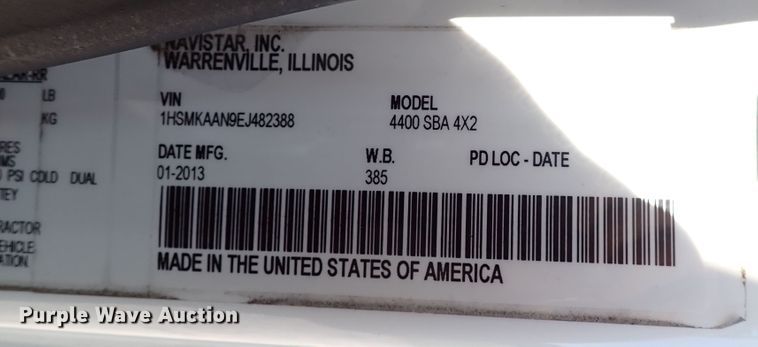 NAVISTAR, INC.
WARRENVILLE, ILLINOIS
LB
KG
VIN
1HSMKAAN9EJ482388
MODEL
4400 SBA 4X2
DATE MFG.
01-2013
W.B.
385
PD LOC - DATE
PSI COLD DUAL
MADE IN THE UNITED STATES OF AMERICA
Purple Wave Auction